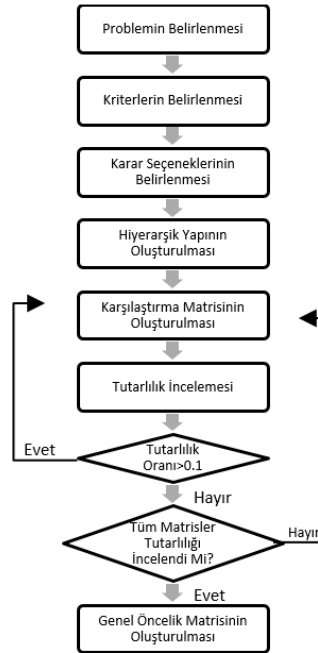 Problemin Belirlenmesi
Kriterlerin Belirlenmesi
Karar Seçeneklerinin
Belirlenmesi
Hiyerarşik Yapının
Oluşturulması
Karşılaştırma Matrisinin
Oluşturulması
Tutarlılık İncelemesi
Evet
Tutarlılık
Oranı>0.1
Hayır
Tüm Matrisler
Tutarlılığı
İncelendi Mi?
Hayır
Evet
Genel Öncelik Matrisinin
Oluşturulması